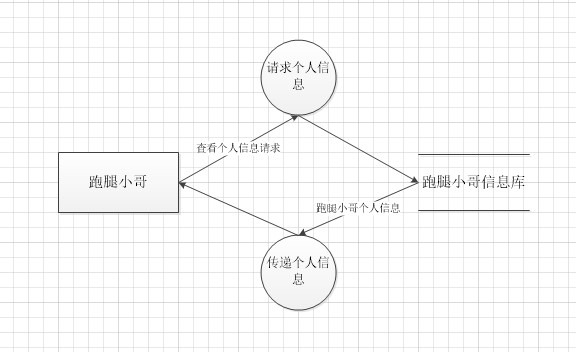 请求个人信
息
查看个人信息请求
跑腿小哥
跑腿小哥信息库
跑腿小哥个人信息
传递个人信
息